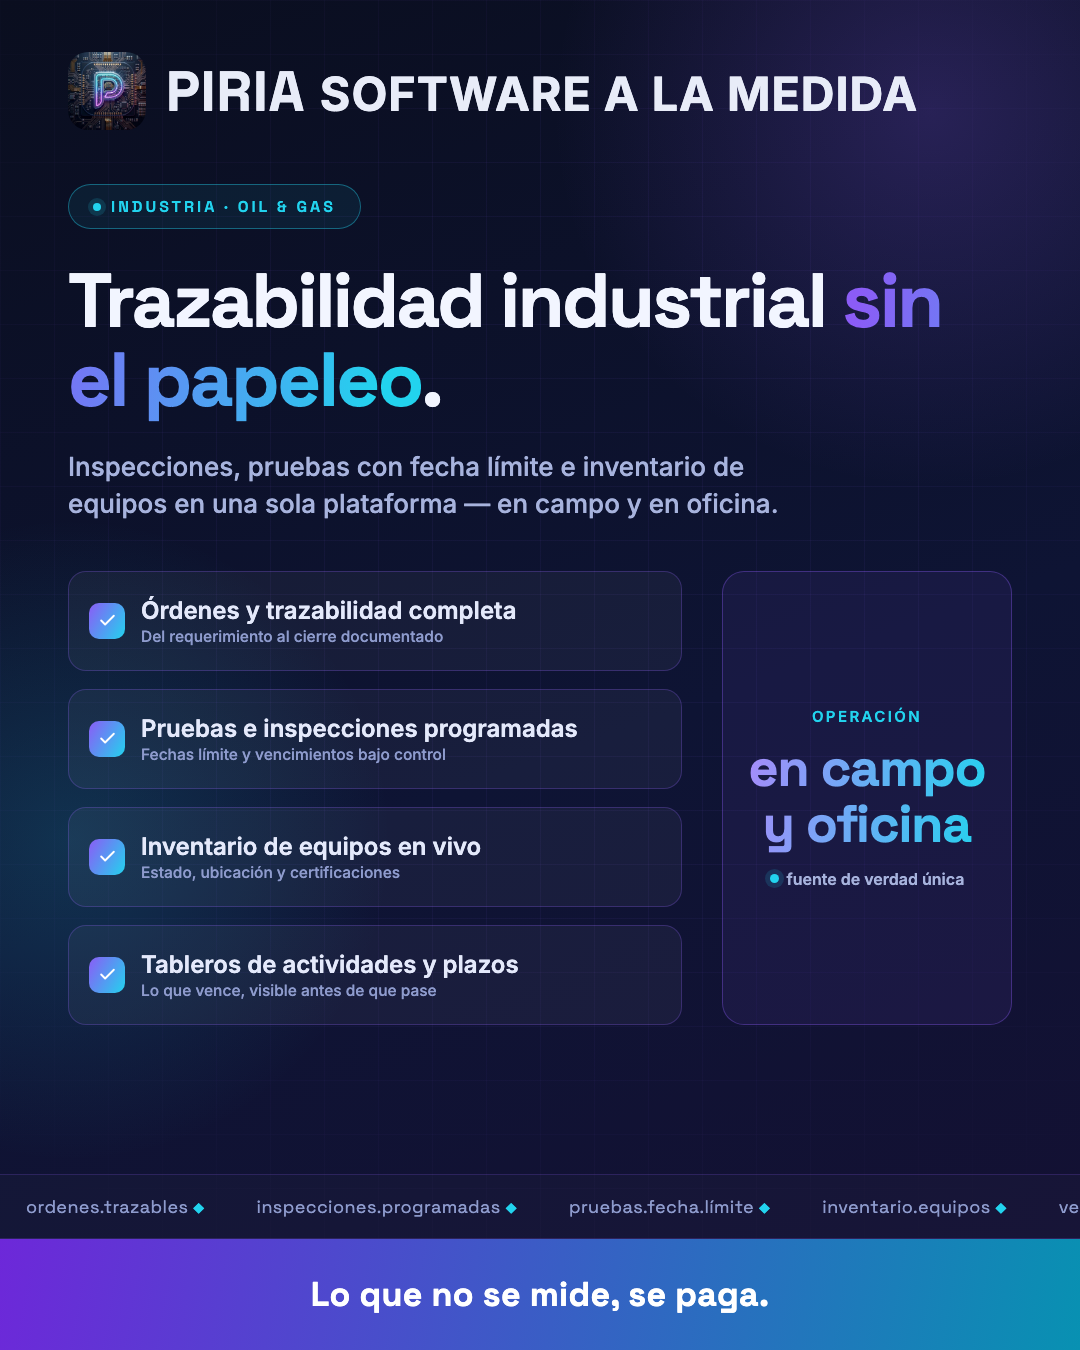 PIRIA SOFTWARE A LA MEDIDA
INDUSTRIA · OIL & GAS
Trazabilidad industrial sin
el papeleo.
Inspecciones, pruebas con fecha límite e inventario de
equipos en una sola plataforma — en campo y en oficina.
Órdenes y trazabilidad completa
Del requerimiento al cierre documentado
Pruebas e inspecciones programadas
Fechas límite y vencimientos bajo control
Inventario de equipos en vivo
Estado, ubicación y certificaciones
Tableros de actividades y plazos
Lo que vence, visible antes de que pase
OPERACIÓN
en campo
y oficina
fuente de verdad única
ordenes.trazables ◆ inspecciones.programadas ◆ pruebas.fecha.límite ◆ inventario.equipos ◆
Lo que no se mide, se paga.